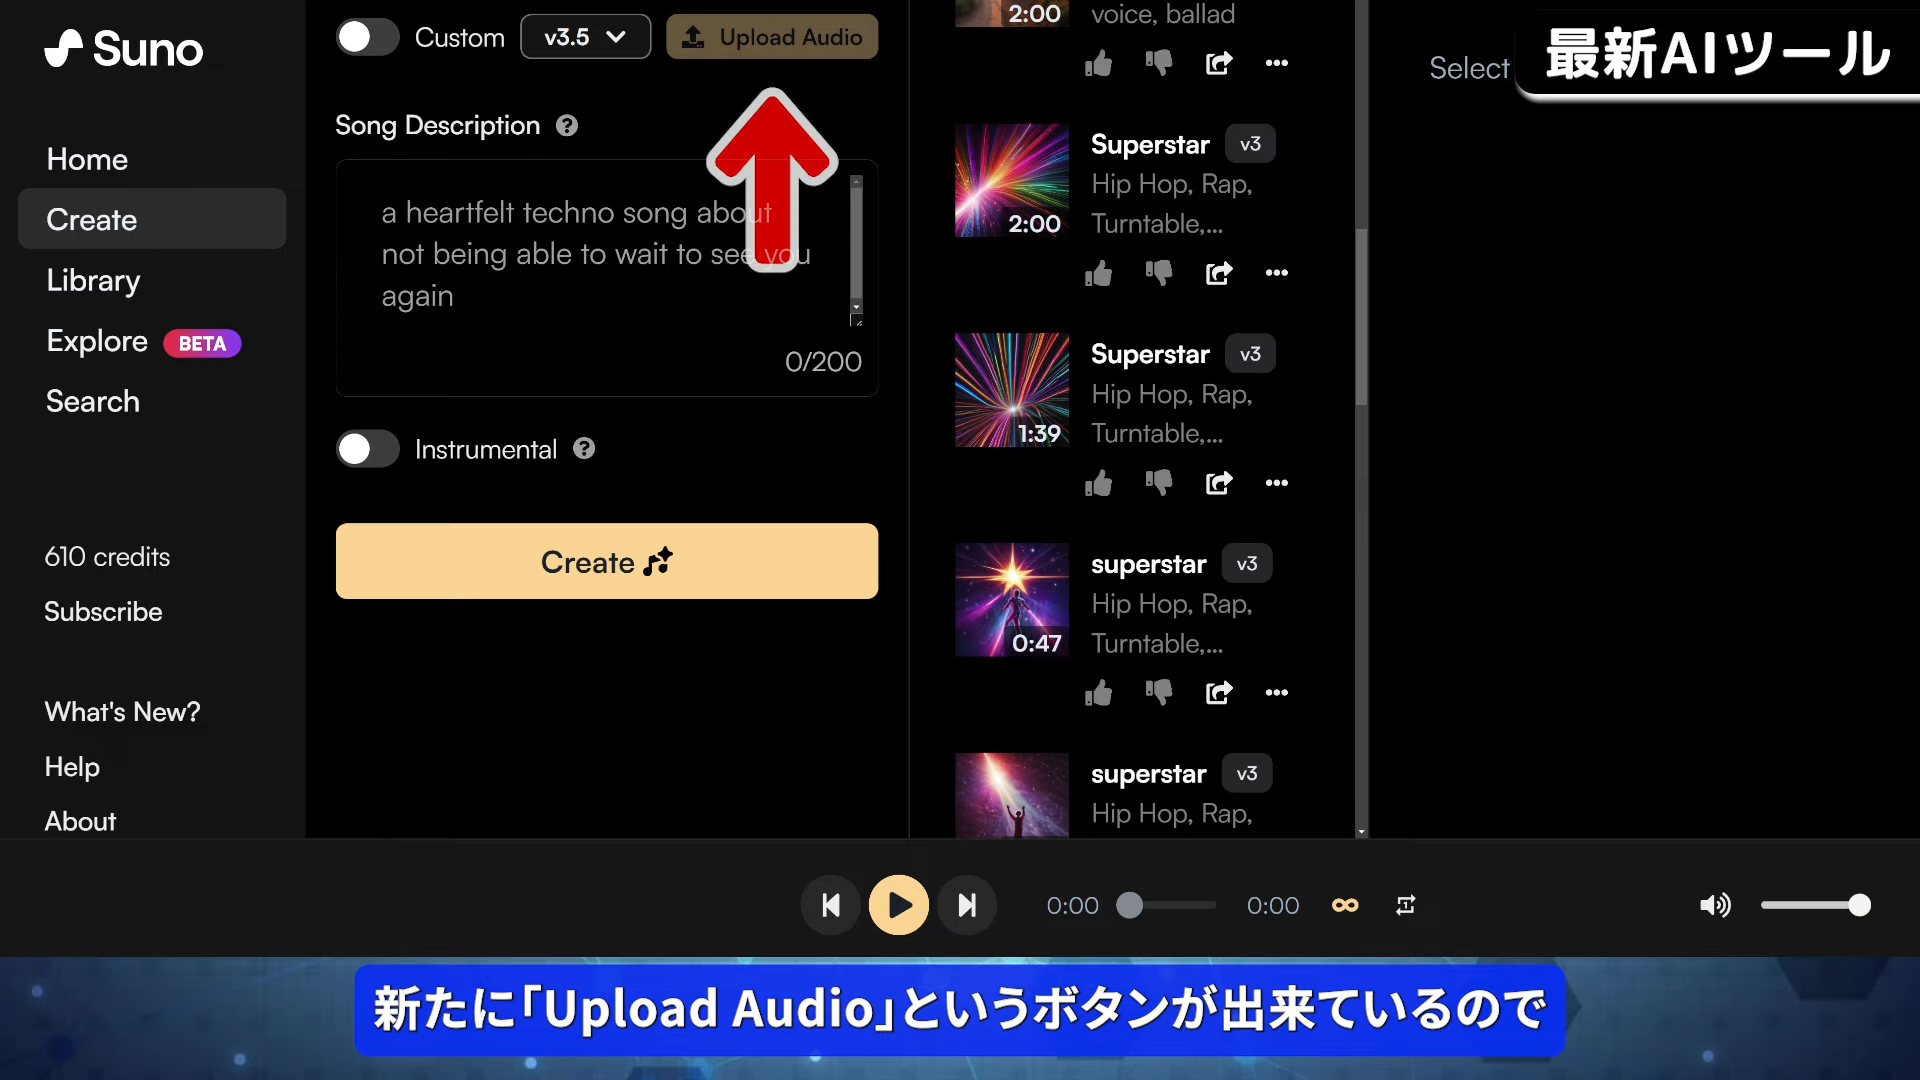 Suno
Home
Create
Library
Explore BETA
Search
610 credits
Subscribe
What's New?
Help
About
Custom v3.5 Upload Audio
Song Description ?
a heartfelt techno song about
not being able to wait to see you
again
0/200
Instrumental ?
Create
2:00 voice, ballad
Superstar v3
Hip Hop, Rap,
Turntable,...
2:00
Superstar v3
Hip Hop, Rap,
Turntable,...
1:39
superstar v3
Hip Hop, Rap,
Turntable,...
0:47
superstar v3
Hip Hop, Rap,
Select
最新AIツール
0:00 0:00
新たに「Upload Audio」というボタンが出来ているので